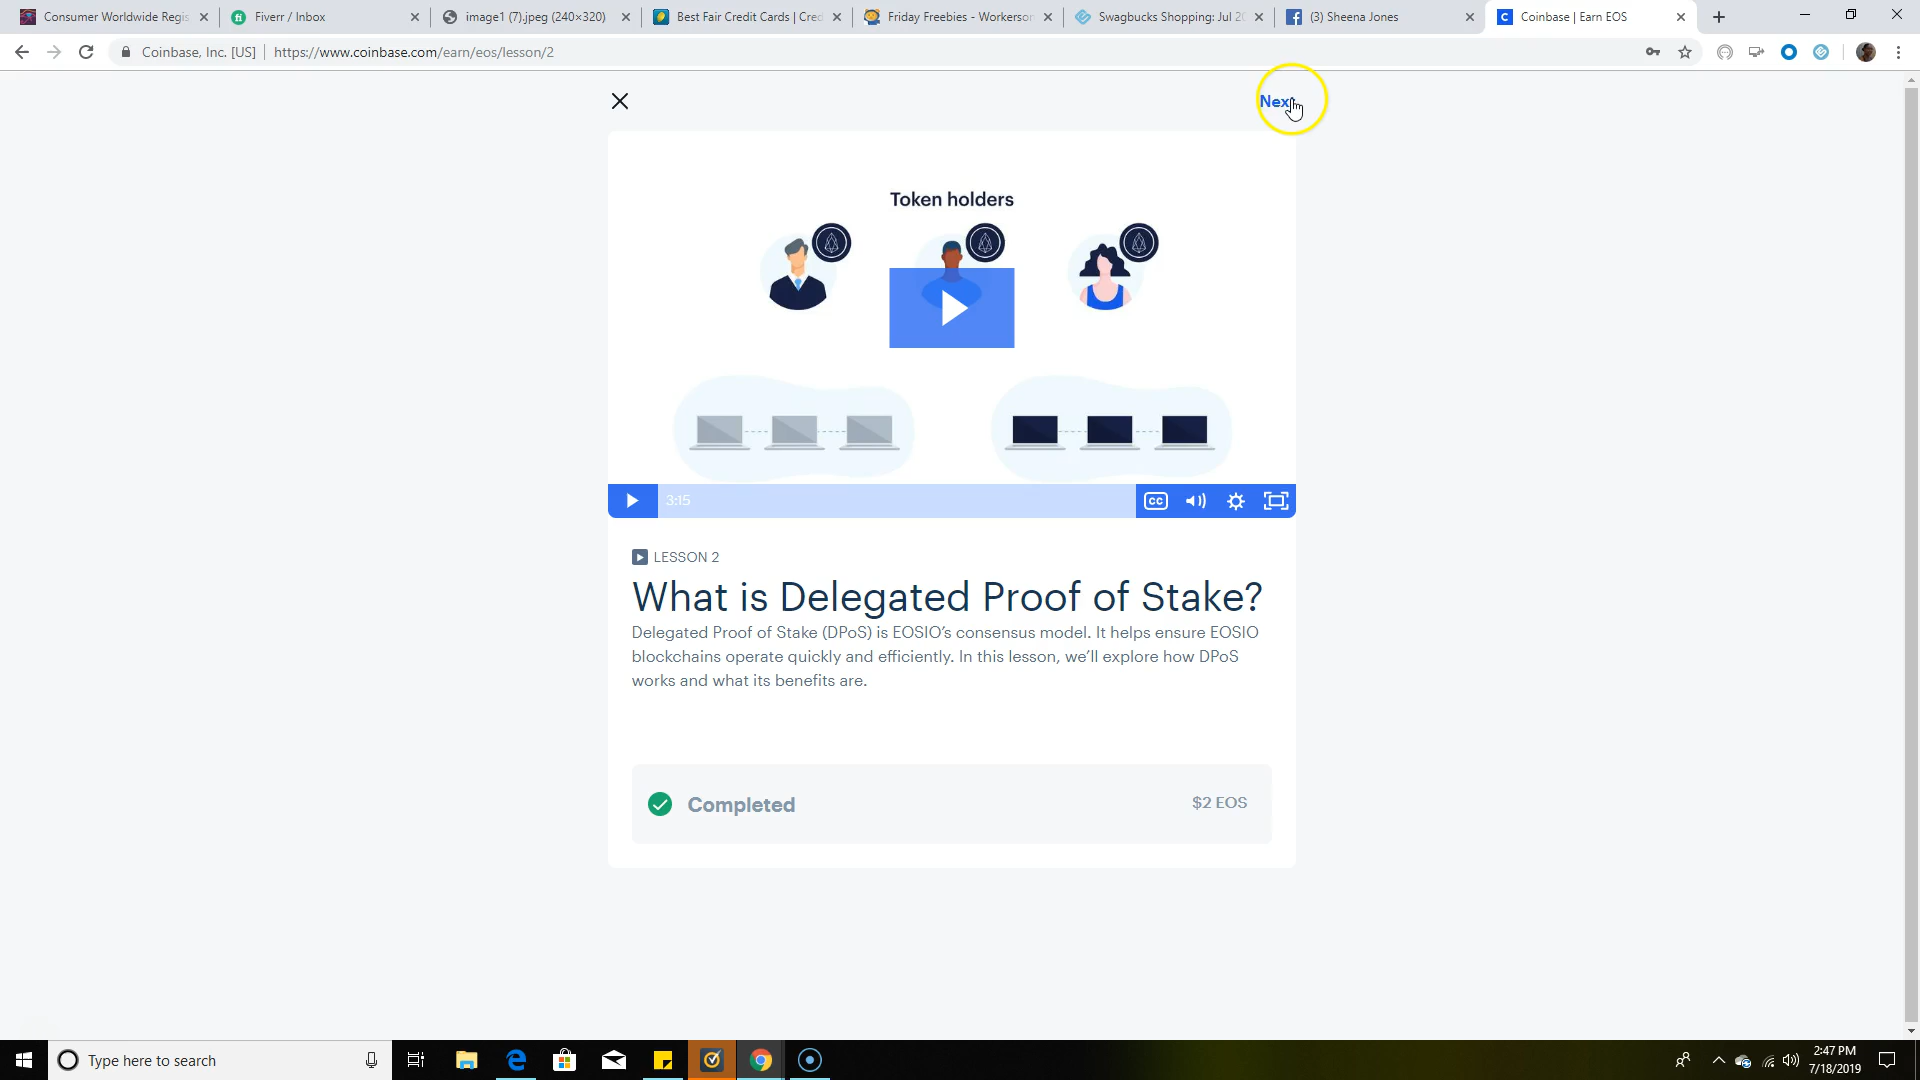 Consumer Worldwide Regis
Fiverr / Inbox
image1 (7).jpeg (240×320)
Best Fair Credit Cards | Cred
Friday Freebies - Workersor
Swagbucks Shopping: Jul 20
(3) Sheena Jones
Coinbase | Earn EOS
Coinbase, Inc. [US]
https://www.coinbase.com/earn/eos/lesson/2
Next
Token holders
3:15
CC
LESSON 2
What is Delegated Proof of Stake?
Delegated Proof of Stake (DPoS) is EOSIO’s consensus model. It helps ensure EOSIO
blockchains operate quickly and efficiently. In this lesson, we’ll explore how DPoS
works and what its benefits are.
Completed
$2 EOS
Type here to search
2:47 PM
7/18/2019